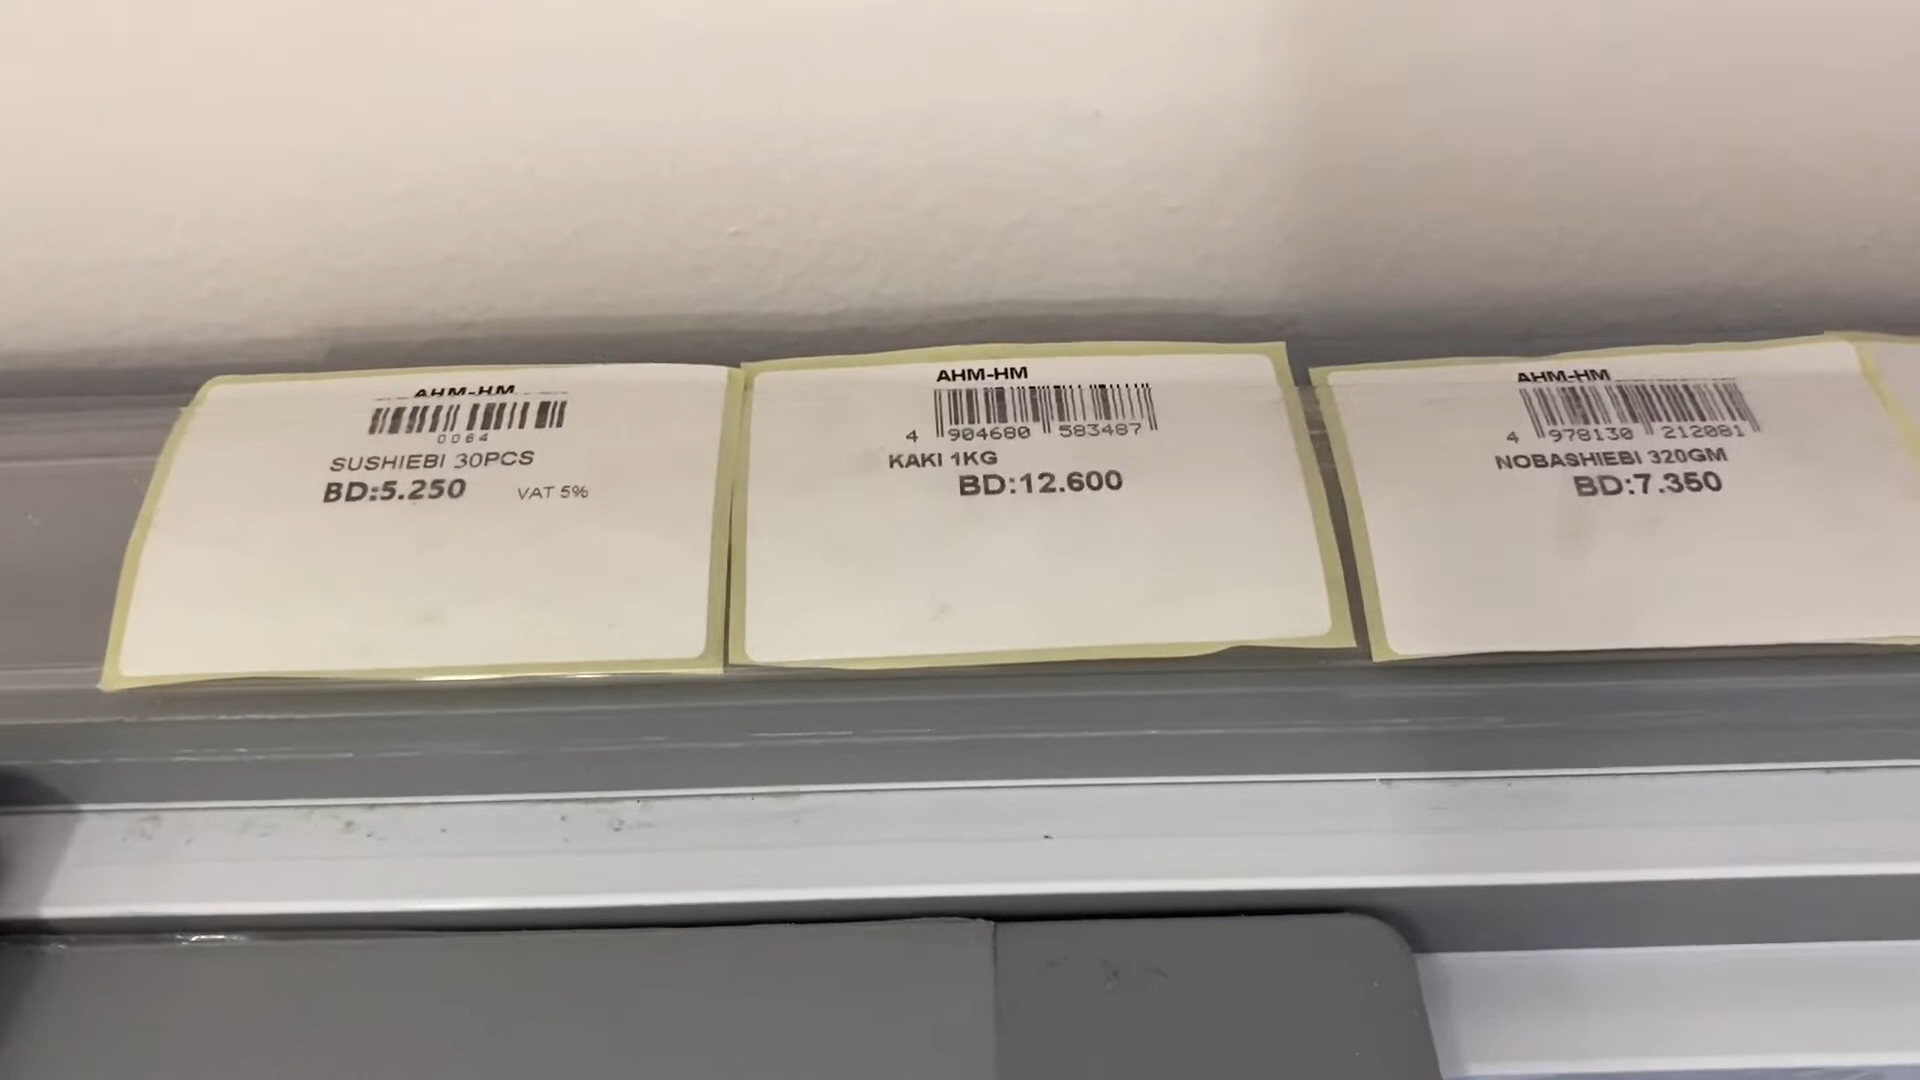 AHM-HM
0064
SUSHIEBI 30PCS
BD:5.250 VAT 5%
AHM-HM
4 904680 583487
KAKI 1KG
BD:12.600
AHM-HM
4 978130 212081
NOBASHIEBI 320GM
BD:7.350